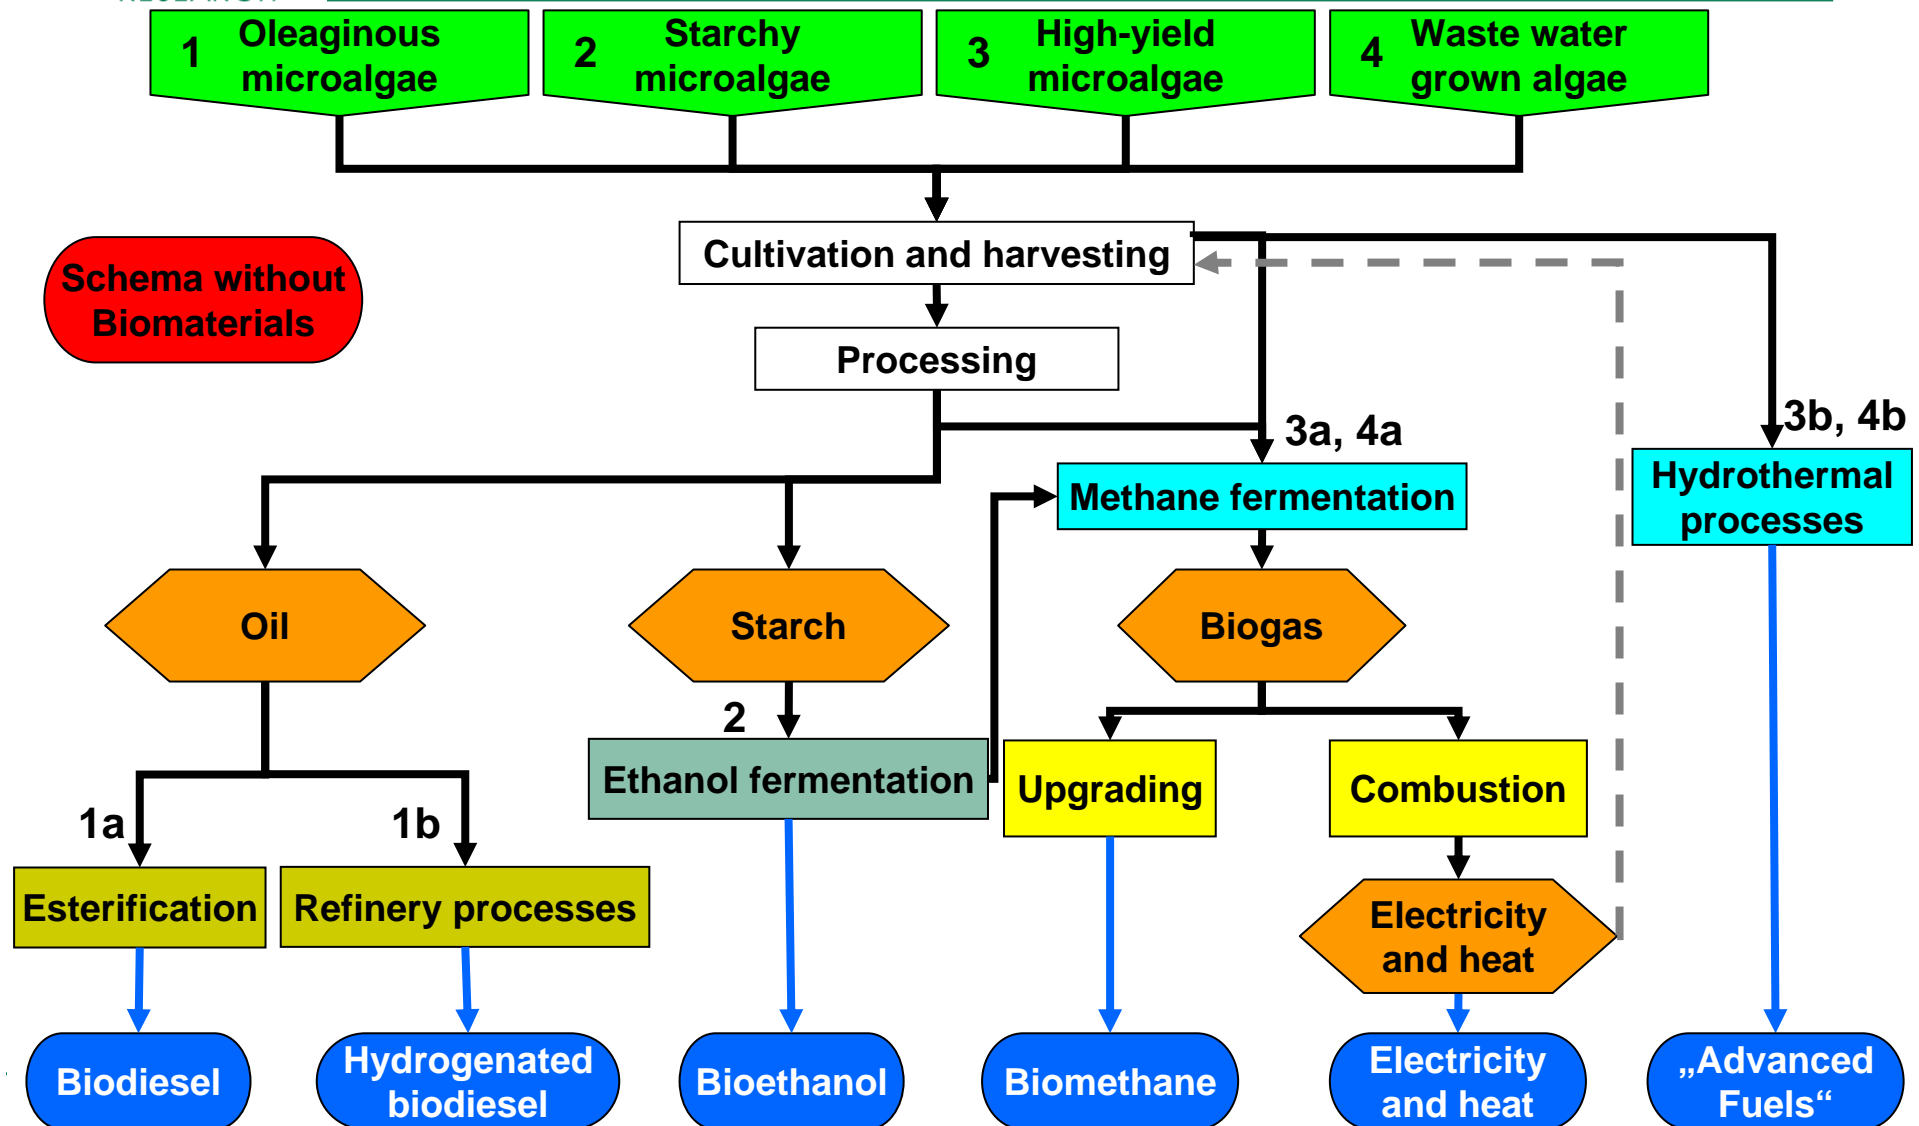 1 Oleaginous
microalgae
2 Starchy
microalgae
3 High-yield
microalgae
4 Waste water
grown algae
Cultivation and harvesting
Schema without
Biomaterials
Processing
3a, 4a
3b, 4b
Methane fermentation
Hydrothermal
processes
Oil
Starch
Biogas
2
Ethanol fermentation
Upgrading
Combustion
1a
1b
Esterification
Refinery processes
Electricity
and heat
Biodiesel
Hydrogenated
biodiesel
Bioethanol
Biomethane
Electricity
and heat
„Advanced
Fuels“